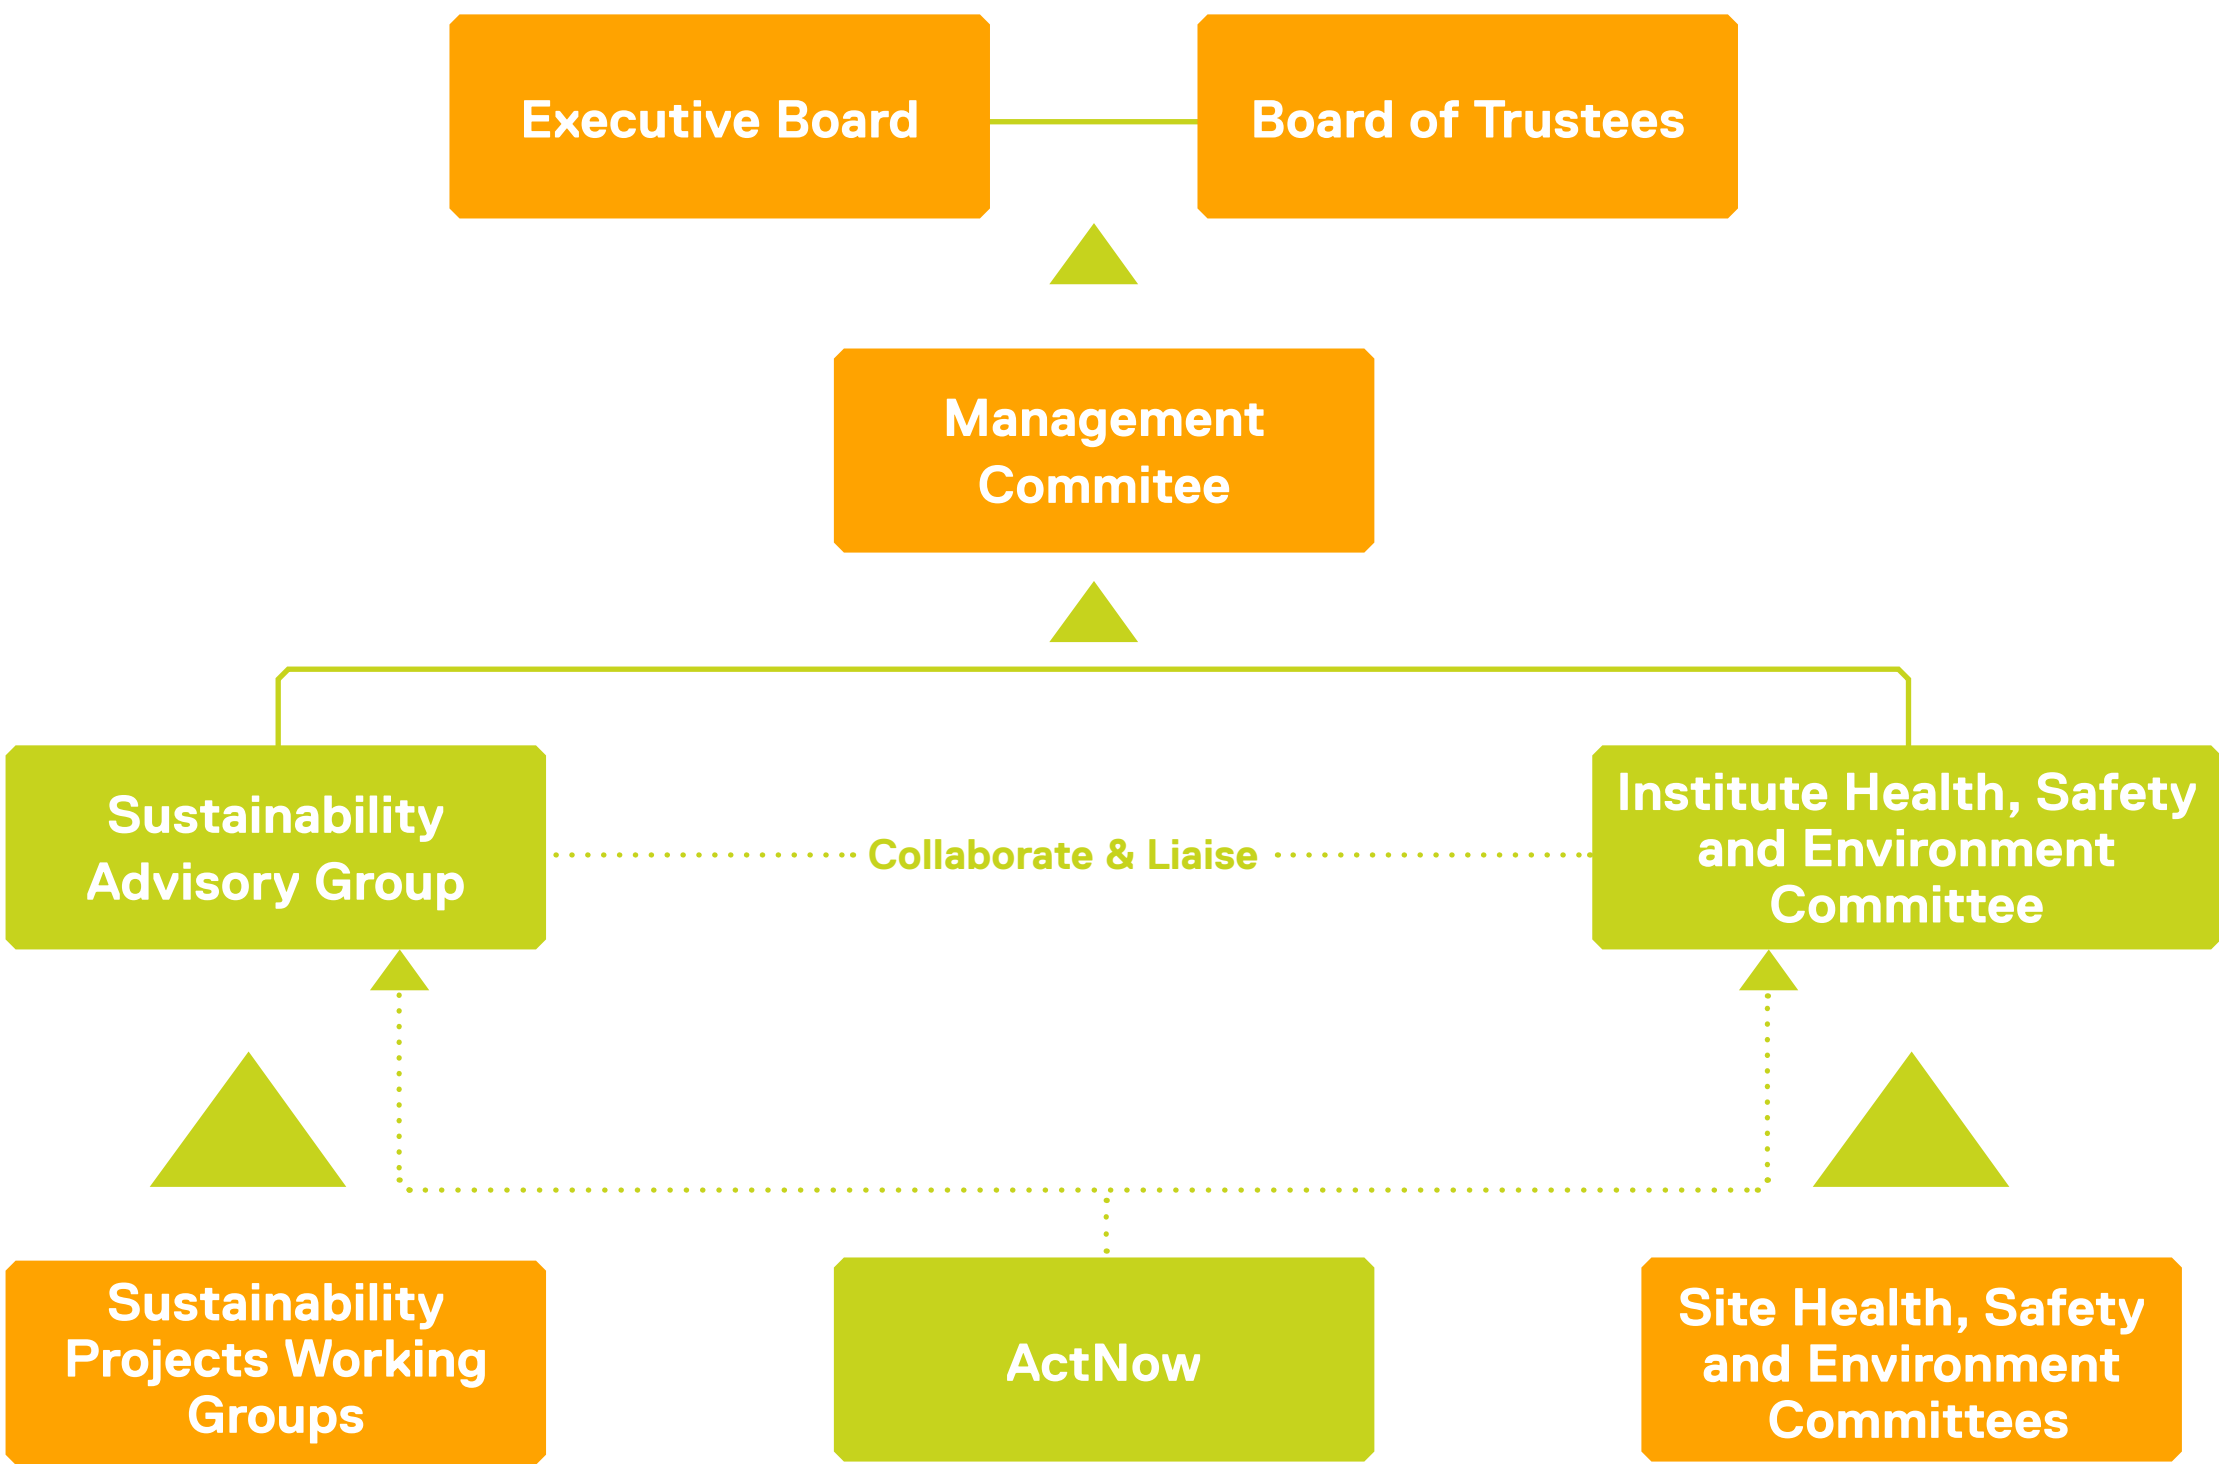 Executive Board
Board of Trustees
Management
Commitee
Sustainability
Advisory Group
Collaborate & Liaise
Institute Health, Safety
and Environment
Committee
Sustainability
Projects Working
Groups
ActNow
Site Health, Safety
and Environment
Committees